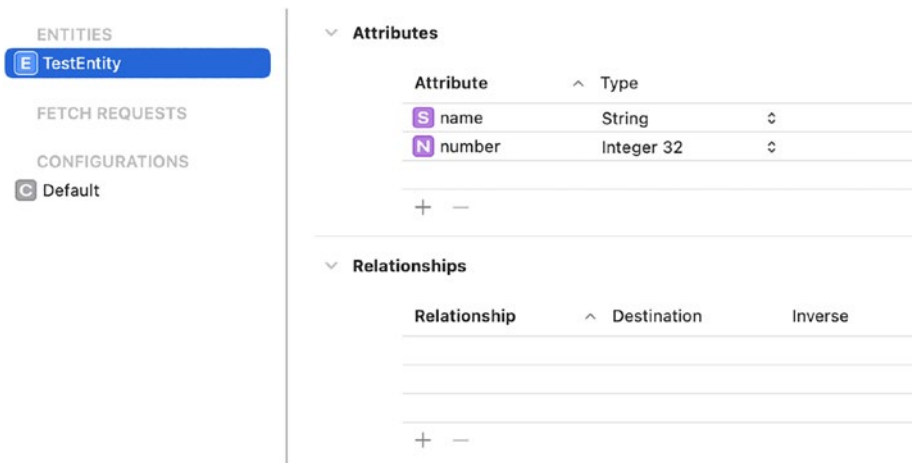 ENTITIES
E TestEntity
FETCH REQUESTS
CONFIGURATIONS
C Default
Attributes
Attribute Type
S name String
N number Integer 32
Relationships
Relationship Destination Inverse